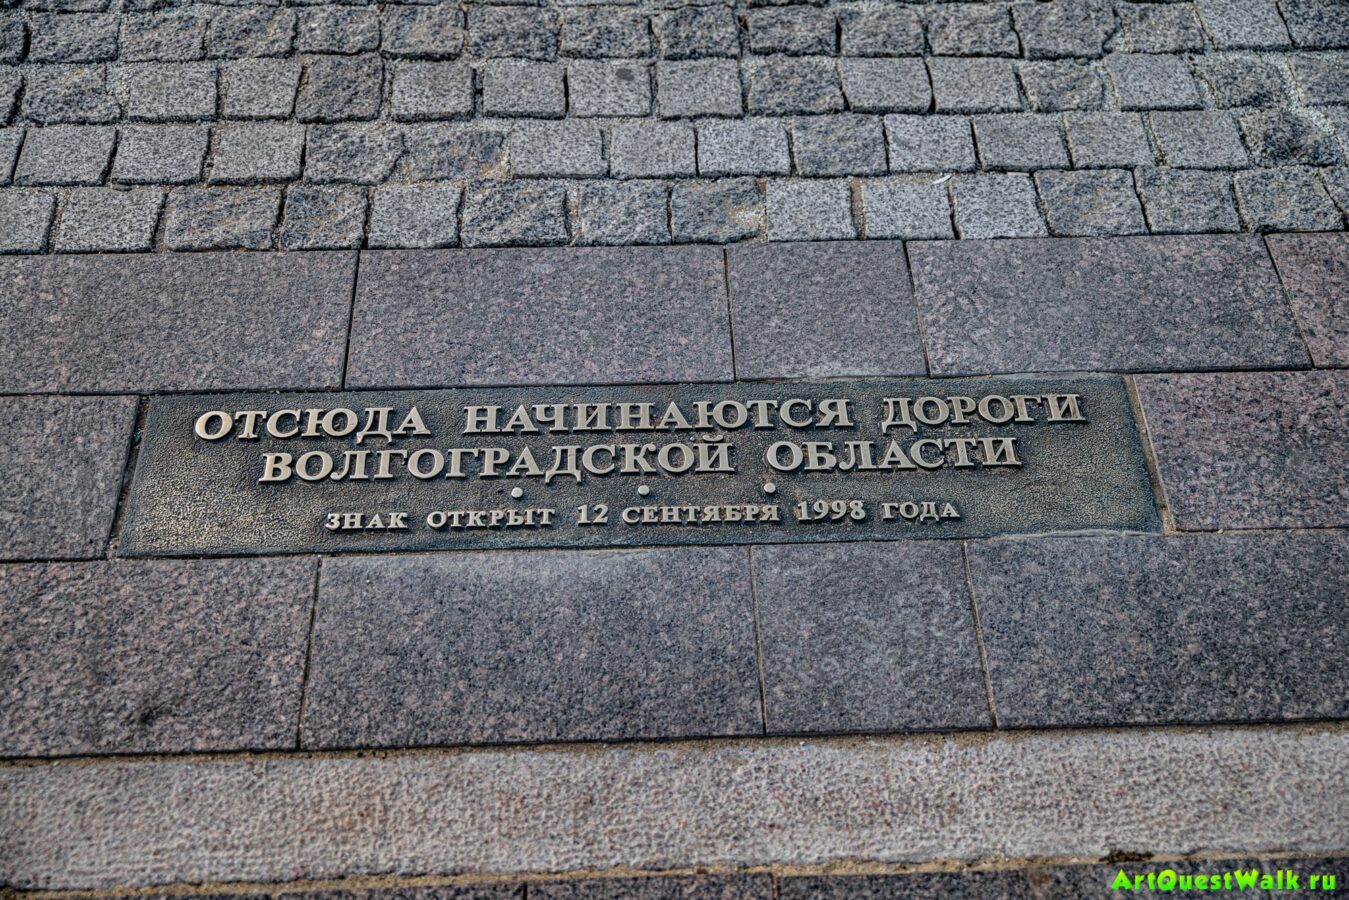 ОТСЮДА НАЧИНАЮТСЯ ДОРОГИ
ВОЛГОГРАДСКОЙ ОБЛАСТИ
• • •
ЗНАК ОТКРЫТ 12 СЕНТЯБРЯ 1998 ГОДА
ArtQuestWalk.ru